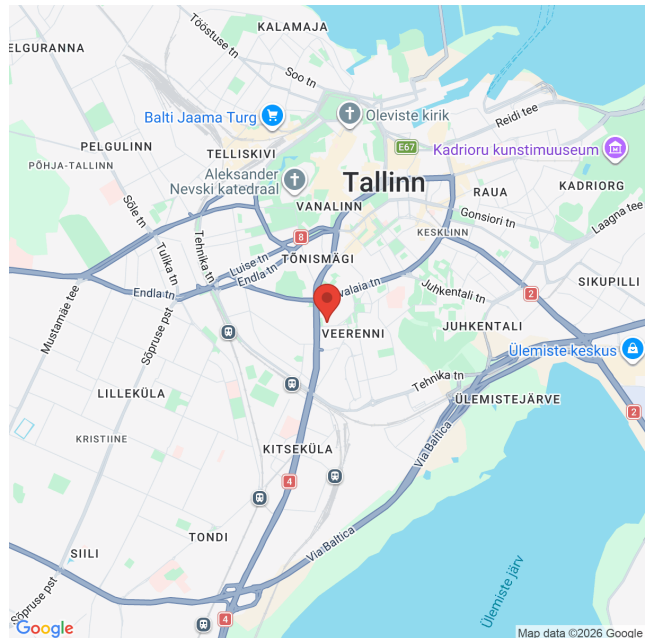 KALAMAJA
ELGURANNA
Tööstuse tn
Soo tn
Balti Jaama Turg
Oleviste kirik
Reidi tee
E67
PELGULINN
TELLISKIVI
Kadrioru kunstimuuseum
PÕHJA-TALLINN
Aleksander
Nevski katedraal
Tallinn
RAUA
KADRIORG
Sõle tn
VANALINN
Gonsiori tn
Laagna tee
KESKLINN
Tulika tn
Tehnika tn
8
Luise tn
Endla tn
TÕNISMÄGI
Endla tn
valaia tn
Juhkentali tn
2
SIKUPILLI
Mustamäe tee
Sõpruse pst
VEERENNI
JUHKENTALI
Ülemiste keskus
Tehnika tn
LILLEKÜLA
ÜLEMISTEJÄRVE
2
KRISTIINE
KITSEKÜLA
Via Baltica
4
TONDI
SIILI
Via Baltica
Sõpruse pst
Ülemiste järv
4
Google
Map data ©2026 Google